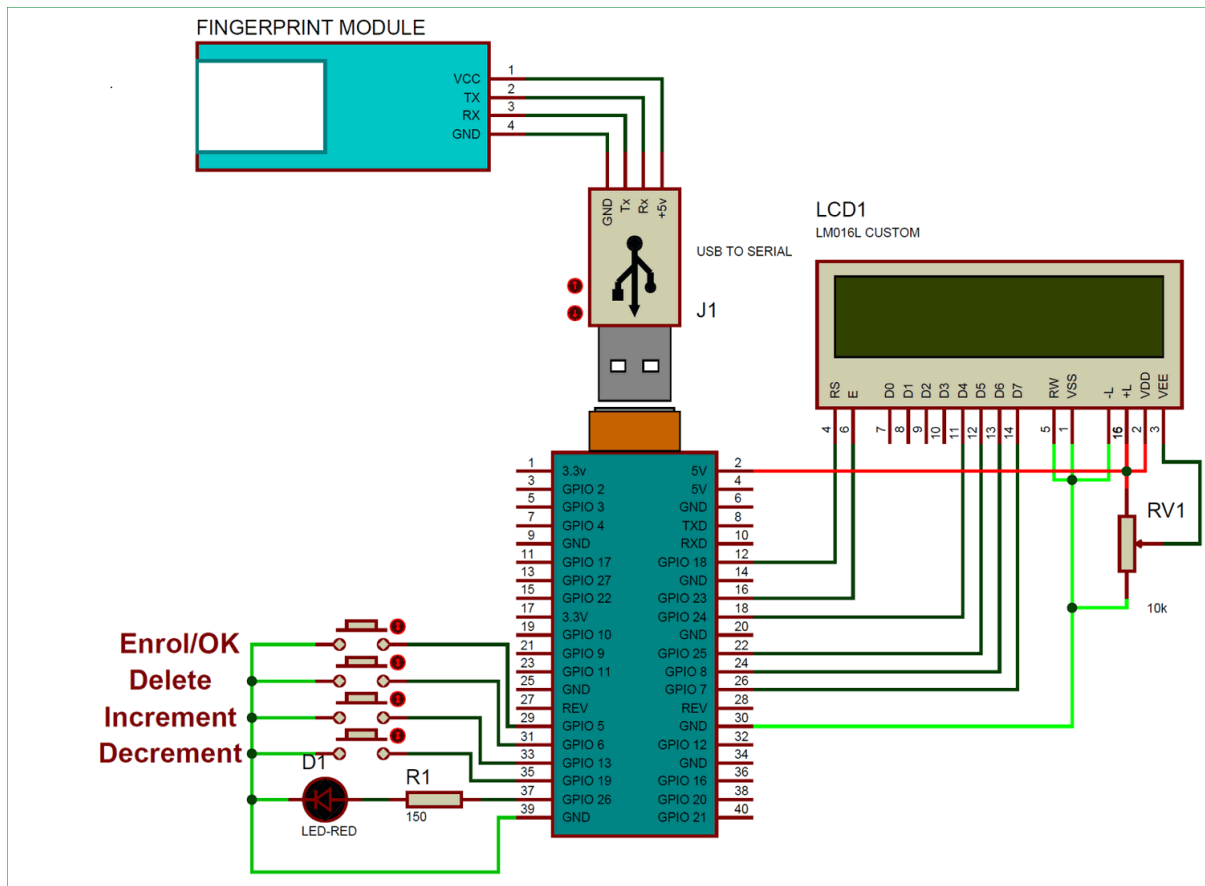 FINGERPRINT MODULE
VCC 1
TX 2
RX 3
GND 4
GND Tx Rx +5v
USB TO SERIAL
J1
LCD1
LM016L CUSTOM
RS E D0 D1 D2 D3 D4 D5 D6 D7 RW VSS -L +L VDD VEE
4 6 7 8 9 10 11 12 13 14 5 1 15 2 3
1 3.3v 5V 2
3 GPIO 2 5V 4
5 GPIO 3 GND 6
7 GPIO 4 TXD 8
9 GND RXD 10
11 GPIO 17 GPIO 18 12
13 GPIO 27 GND 14
15 GPIO 22 GPIO 23 16
17 3.3V GPIO 24 18
19 GPIO 10 GND 20
21 GPIO 9 GPIO 25 22
23 GPIO 11 GPIO 8 24
25 GND GPIO 7 26
27 REV REV 28
29 GPIO 5 GND 30
31 GPIO 6 GPIO 12 32
33 GPIO 13 GND 34
35 GPIO 19 GPIO 16 36
37 GPIO 26 GPIO 20 38
39 GND GPIO 21 40
RV1
10k
Enrol/OK
Delete
Increment
Decrement
D1
LED-RED
R1
150